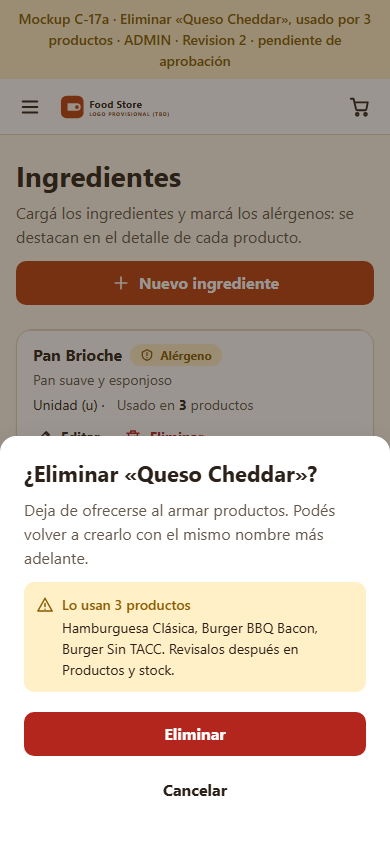 Mockup C-17a · Eliminar «Queso Cheddar», usado por 3
productos · ADMIN · Revision 2 · pendiente de
aprobación
Food Store
LOGO PROVISIONAL (TBD)
Ingredientes
Cargá los ingredientes y marcá los alérgenos: se
destacan en el detalle de cada producto.
Nuevo ingrediente
Pan Brioche
Alérgeno
Pan suave y esponjoso
Unidad (u) · Usado en 3 productos
Editar Eliminar
¿Eliminar «Queso Cheddar»?
Deja de ofrecerse al armar productos. Podés
volver a crearlo con el mismo nombre más
adelante.
Lo usan 3 productos
Hamburguesa Clásica, Burger BBQ Bacon,
Burger Sin TACC. Revisalos después en
Productos y stock.
Eliminar
Cancelar